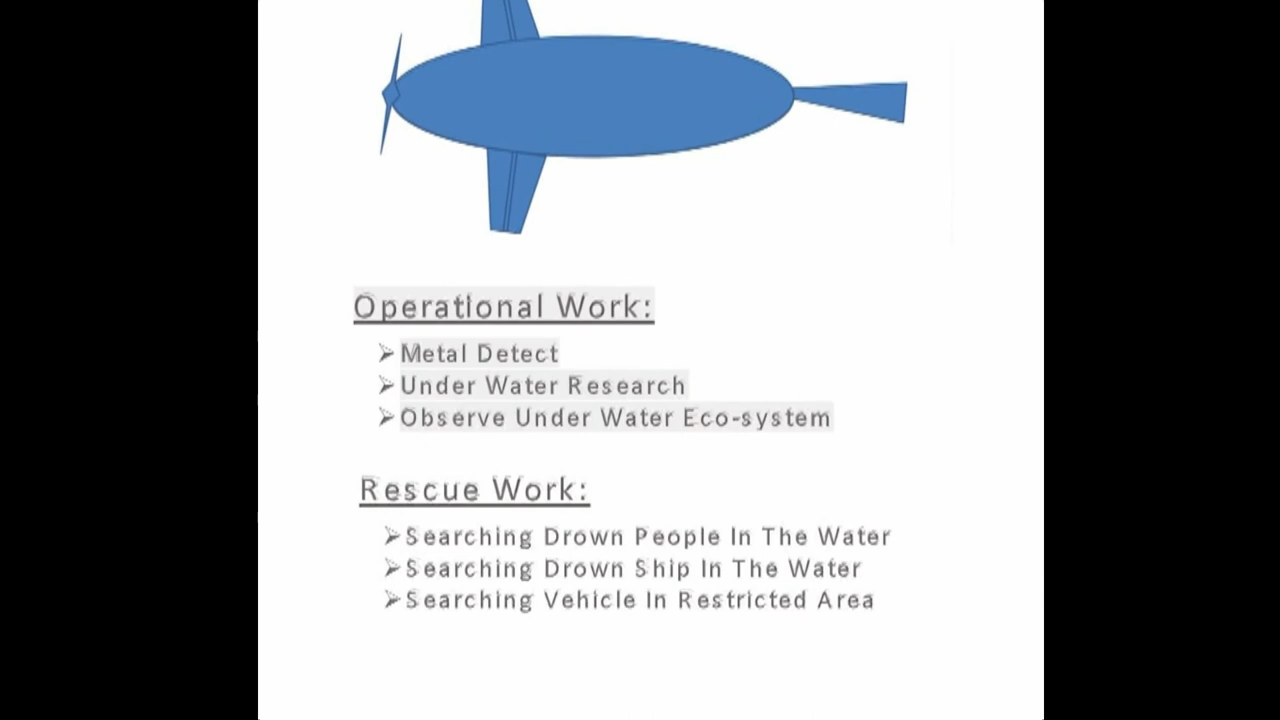 Operational Work:
➢ Metal Detect
➢ Under Water Research
➢ Observe Under Water Eco-system
Rescue Work:
➢ Searching Drown People In The Water
➢ Searching Drown Ship In The Water
➢ Searching Vehicle In Restricted Area